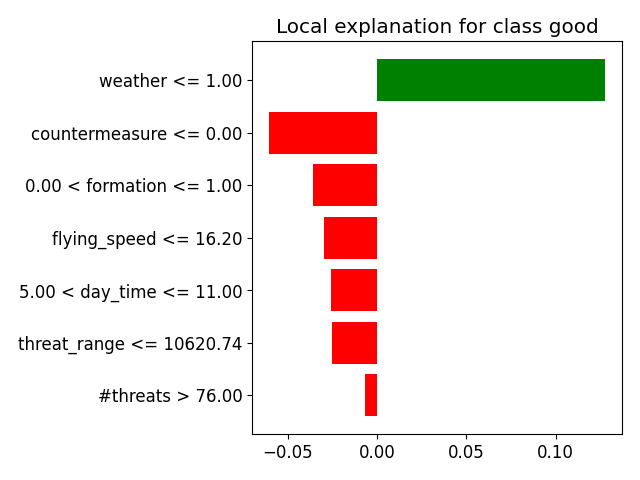 Local explanation for class good
weather <= 1.00
countermeasure <= 0.00
0.00 < formation <= 1.00
flying_speed <= 16.20
5.00 < day_time <= 11.00
threat_range <= 10620.74
#threats > 76.00
−0.05 0.00 0.05 0.10